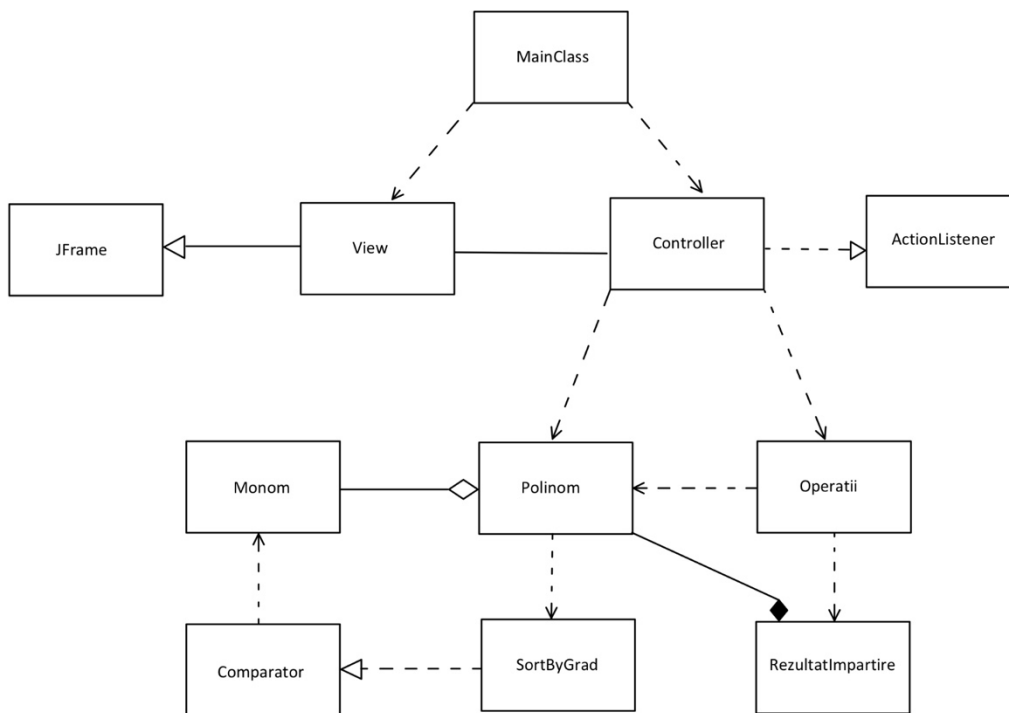 MainClass
JFrame
View
Controller
ActionListener
Monom
Polinom
Operatii
Comparator
SortByGrad
RezultatImpartire